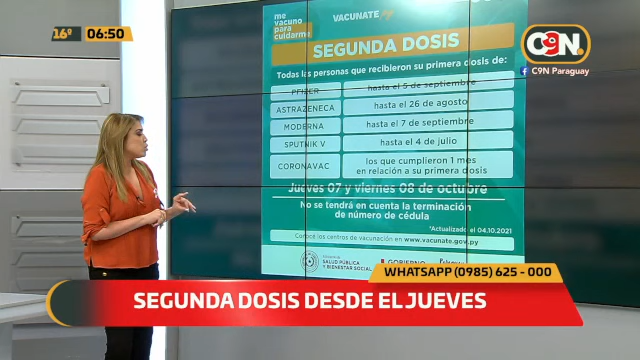 16º 06:50
me
vacuno
para
cuidarme
VACUNATE PY
C9N
C9N Paraguay
SEGUNDA DOSIS
Todas las personas que recibieron su primera dosis de:
PFIZER hasta el 5 de septiembre
ASTRAZENECA hasta el 26 de agosto
MODERNA hasta el 7 de septiembre
SPUTNIK V hasta el 4 de julio
CORONAVAC los que cumplieron 1 mes
en relación a su primera dosis
Jueves 07 y viernes 08 de octubre
No se tendrá en cuenta la terminación
de número de cédula
*Actualizado el 04.10.2021
Conocé los centros de vacunación en www.vacunate.gov.py
SALUD PÚBLICA
Y BIENESTAR SOCIAL
GOBIERNO
WHATSAPP (0985) 625 - 000
SEGUNDA DOSIS DESDE EL JUEVES